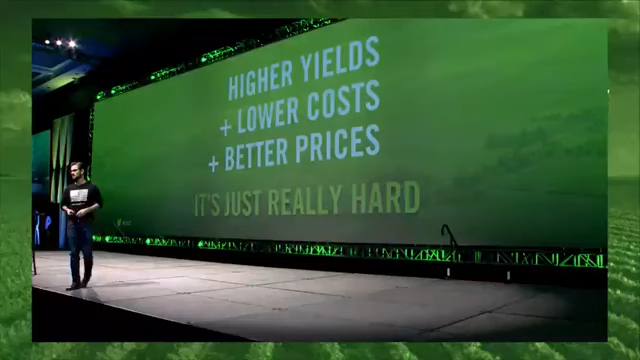 HIGHER YIELDS
+ LOWER COSTS
+ BETTER PRICES
IT'S JUST REALLY HARD